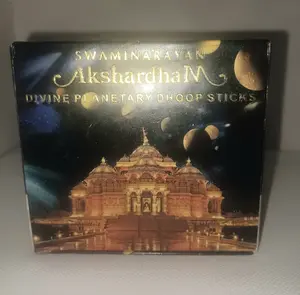 SWAMINARAYAN
AkshardhaM
DIVINE PLANETARY DHOOP STICKS